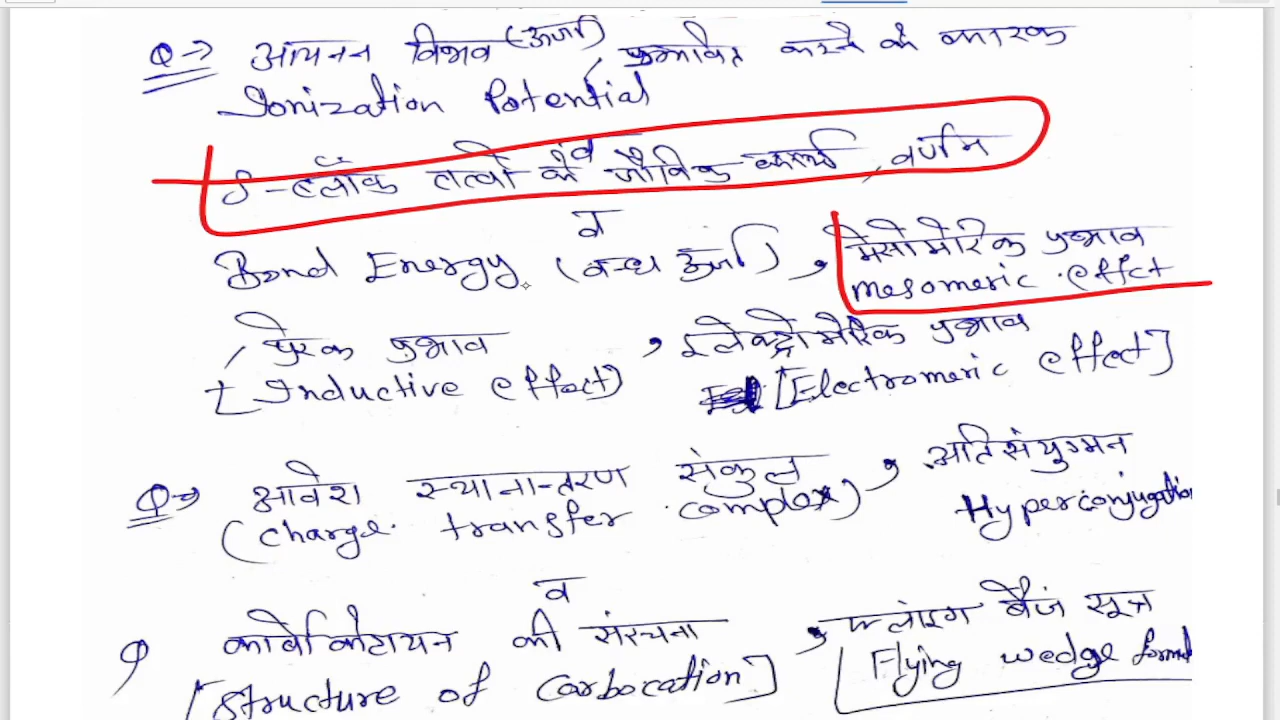 Q→ आयनन विभव (ऊर्जा) प्रभावित करने के कारक
Ionization Potential
व
S-ब्लॉक तत्वों के जैविक कार्य, वर्णन
व
Bond Energy (बन्ध ऊर्जा), मेसोमेरिक प्रभाव
mesomeric effect
, प्रेरक प्रभाव, इलेक्ट्रोमेरिक प्रभाव
[Inductive effect) [Electromeric effect]
Q→ आवेश स्थानान्तरण संकुल, अतिसंयुग्मन
(Charge transfer complex) Hyperconjugation
व
Q कार्बोकेटायन की संरचना, फ्लाइंग वैज सूत्र
[structure of Carbocation] [Flying wedge